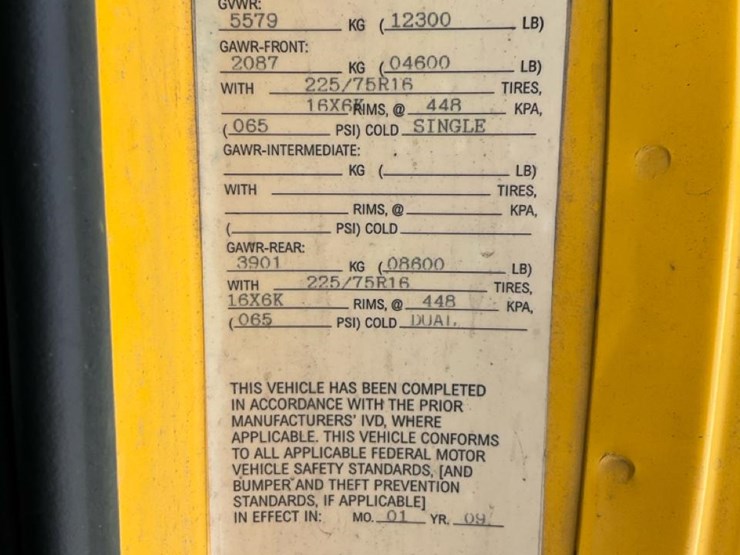 GVWR:
5579 KG (12300 LB)
GAWR-FRONT:
2087 KG (04600 LB)
WITH 225/75R16 TIRES,
16X6K RIMS, @ 448 KPA,
(065 PSI) COLD SINGLE
GAWR-INTERMEDIATE:
KG ( LB)
WITH TIRES,
RIMS, @ KPA,
( PSI) COLD
GAWR-REAR:
3901 KG (08600 LB)
WITH 225/75R16 TIRES,
16X6K RIMS, @ 448 KPA,
(065 PSI) COLD DUAL
THIS VEHICLE HAS BEEN COMPLETED
IN ACCORDANCE WITH THE PRIOR
MANUFACTURERS' IVD, WHERE
APPLICABLE. THIS VEHICLE CONFORMS
TO ALL APPLICABLE FEDERAL MOTOR
VEHICLE SAFETY STANDARDS, [AND
BUMPER AND THEFT PREVENTION
STANDARDS, IF APPLICABLE]
IN EFFECT IN: MO. 01 YR. 09